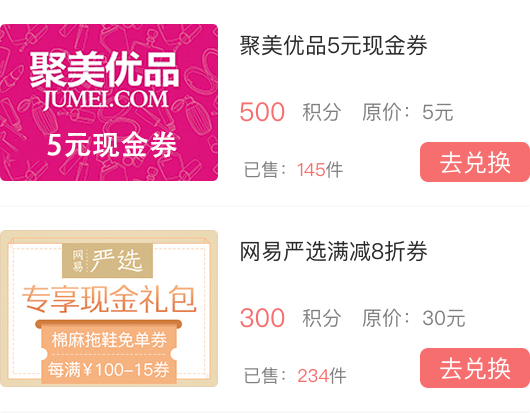 聚美优品
JUMEI.COM
5元现金券
聚美优品5元现金券
500 积分 原价：5元
已售：145件
去兑换
网易严选
专享现金礼包
棉麻拖鞋免单券
每满¥100-15券
网易严选满减8折券
300 积分 原价：30元
已售：234件
去兑换